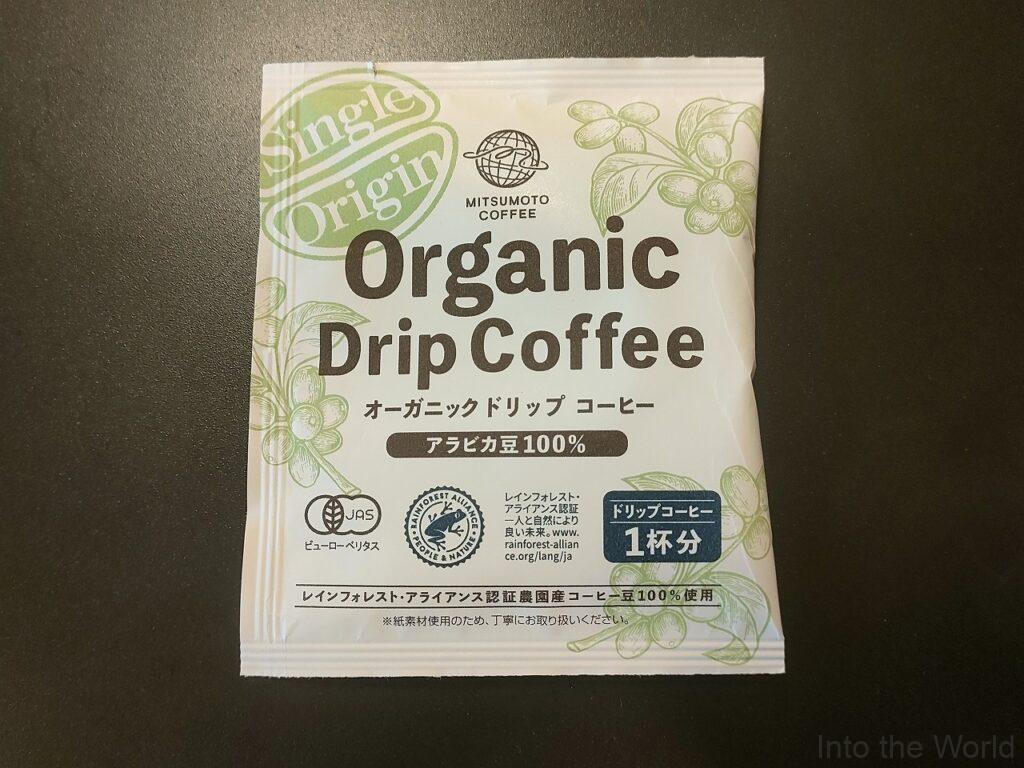 Single
Origin
MITSUMOTO
COFFEE
Organic
Drip Coffee
オーガニック ドリップ コーヒー
アラビカ豆100%
JAS
ビューローベリタス
RAINFOREST ALLIANCE
PEOPLE & NATURE
レインフォレスト・
アライアンス認証
―人と自然により
良い未来。www.
rainforest-allian
ce.org/lang/ja
ドリップコーヒー
1杯分
レインフォレスト・アライアンス認証農園産コーヒー豆100%使用
※紙素材使用のため、丁寧にお取り扱いください。
Into the World